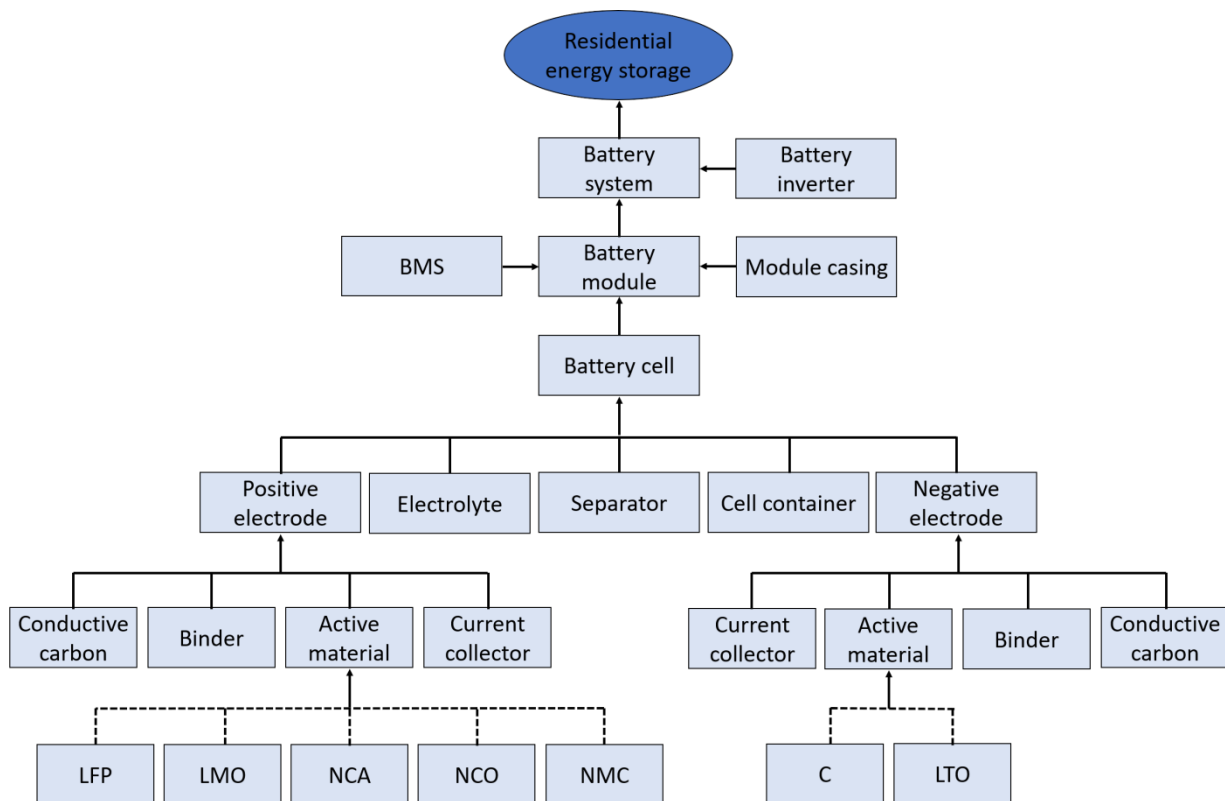 Residential
energy storage
Battery
system
Battery
inverter
BMS
Battery
module
Module casing
Battery cell
Positive
electrode
Electrolyte
Separator
Cell container
Negative
electrode
Conductive
carbon
Binder
Active
material
Current
collector
Current
collector
Active
material
Binder
Conductive
carbon
LFP
LMO
NCA
NCO
NMC
C
LTO